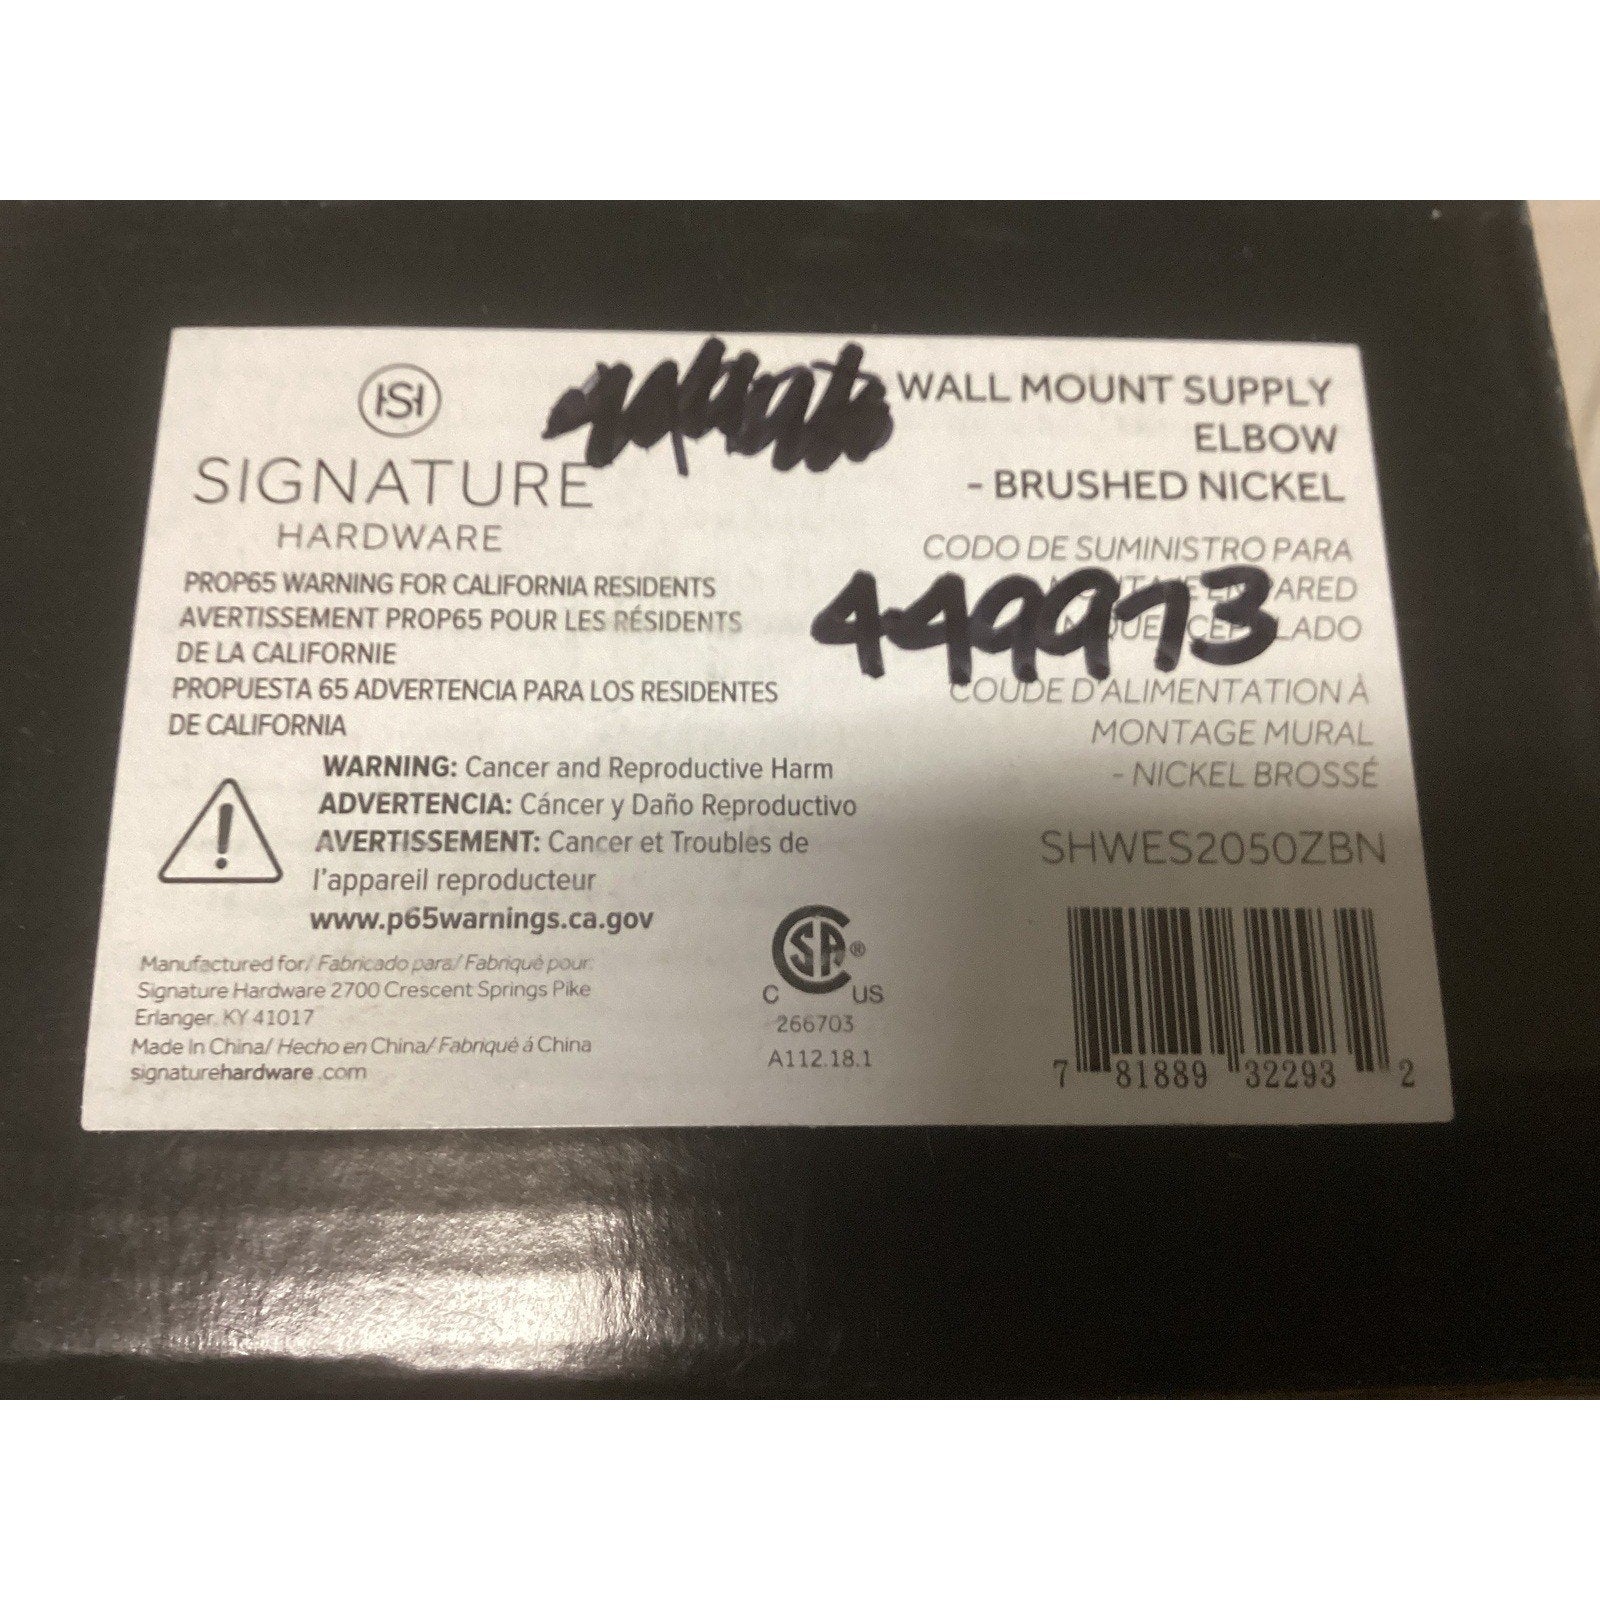 SIGNATURE
HARDWARE
PROP65 WARNING FOR CALIFORNIA RESIDENTS
AVERTISSEMENT PROP65 POUR LES RÉSIDENTS
DE LA CALIFORNIE
PROPUESTA 65 ADVERTENCIA PARA LOS RESIDENTES
DE CALIFORNIA
WARNING: Cancer and Reproductive Harm
ADVERTENCIA: Cáncer y Daño Reproductivo
AVERTISSEMENT: Cancer et Troubles de
l'appareil reproducteur
www.p65warnings.ca.gov
Manufactured for/ Fabricado para/ Fabriqué pour:
Signature Hardware 2700 Crescent Springs Pike
Erlanger, KY 41017
Made In China/ Hecho en China/ Fabriqué á China
signaturehardware.com
CSA®
C US
266703
A112.18.1
WALL MOUNT SUPPLY
ELBOW
- BRUSHED NICKEL
CODO DE SUMINISTRO PARA
449973
COUDE D'ALIMENTATION À
MONTAGE MURAL
- NICKEL BROSSÉ
SHWES2050ZBN
7 81889 32293 2